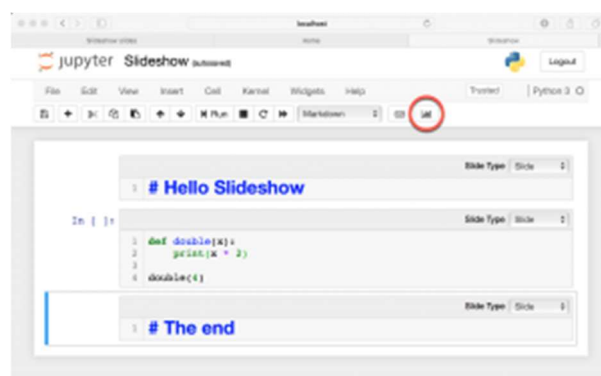 localhost
Slideshow slides
Home
Slideshow
jupyter Slideshow (autosaved)
Logout
File Edit View Insert Cell Kernel Widgets Help
Trusted
Python 3
Run
Markdown
Slide Type Slide
1 # Hello Slideshow
In [ ]:
Slide Type Slide
1 def double(x):
2 print(x * 2)
3
4 double(4)
Slide Type Slide
1 # The end